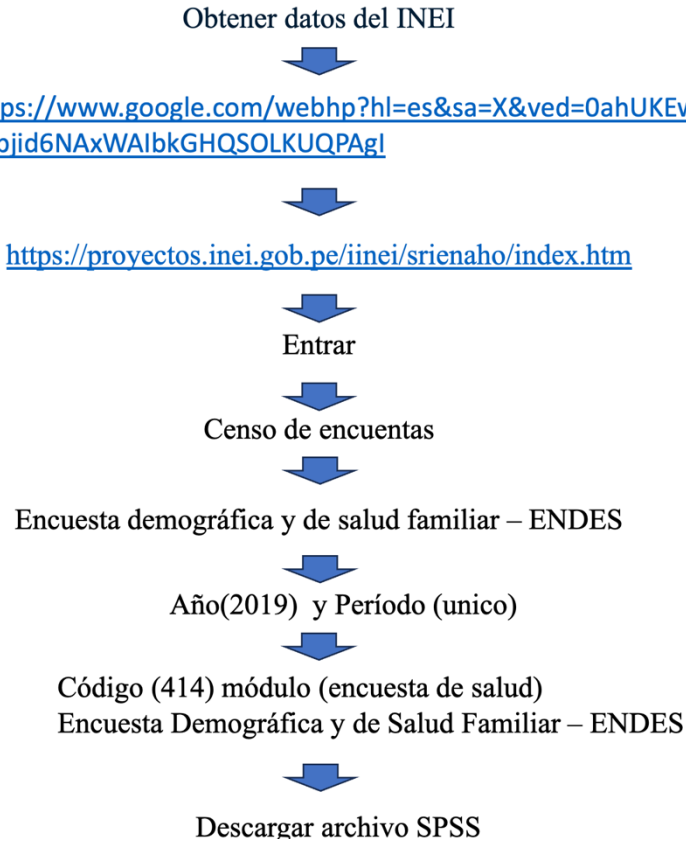 Obtener datos del INEI
ps://www.google.com/webhp?hl=es&sa=X&ved=0ahUKEw
ojid6NAxWAIbkGHQSOLKUQPAgI
https://proyectos.inei.gob.pe/iinei/srienaho/index.htm
Entrar
Censo de encuentas
Encuesta demográfica y de salud familiar – ENDES
Año(2019)  y Período (unico)
Código (414) módulo (encuesta de salud)
Encuesta Demográfica y de Salud Familiar – ENDES
Descargar archivo SPSS